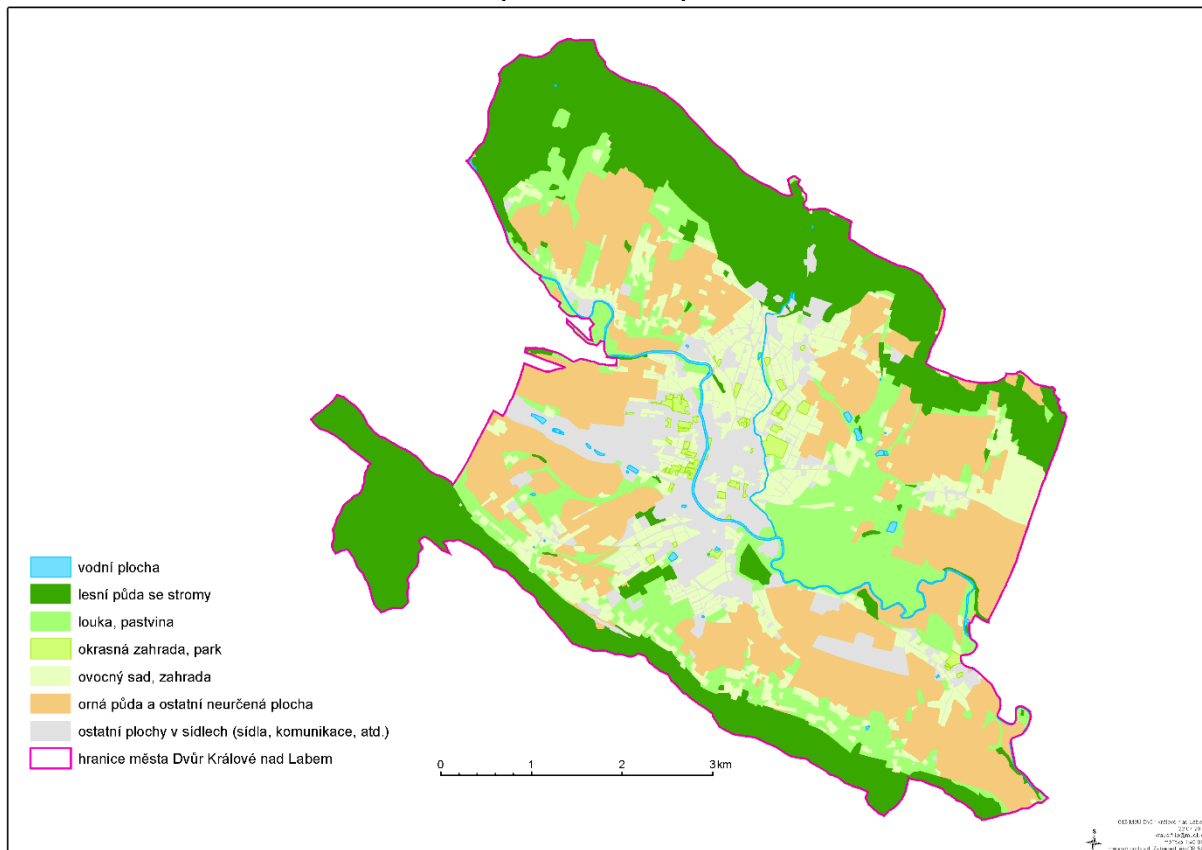 vodní plocha
lesní půda se stromy
louka, pastvina
okrasná zahrada, park
ovocný sad, zahrada
orná půda a ostatní neurčená plocha
ostatní plochy v sídlech (sídla, komunikace, atd.)
hranice města Dvůr Králové nad Labem
0 1 2 3 km
S